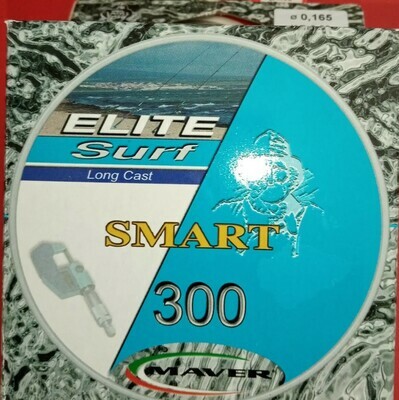 ø 0,165
ELITE
Surf
Long Cast
SMART
300
MAVER